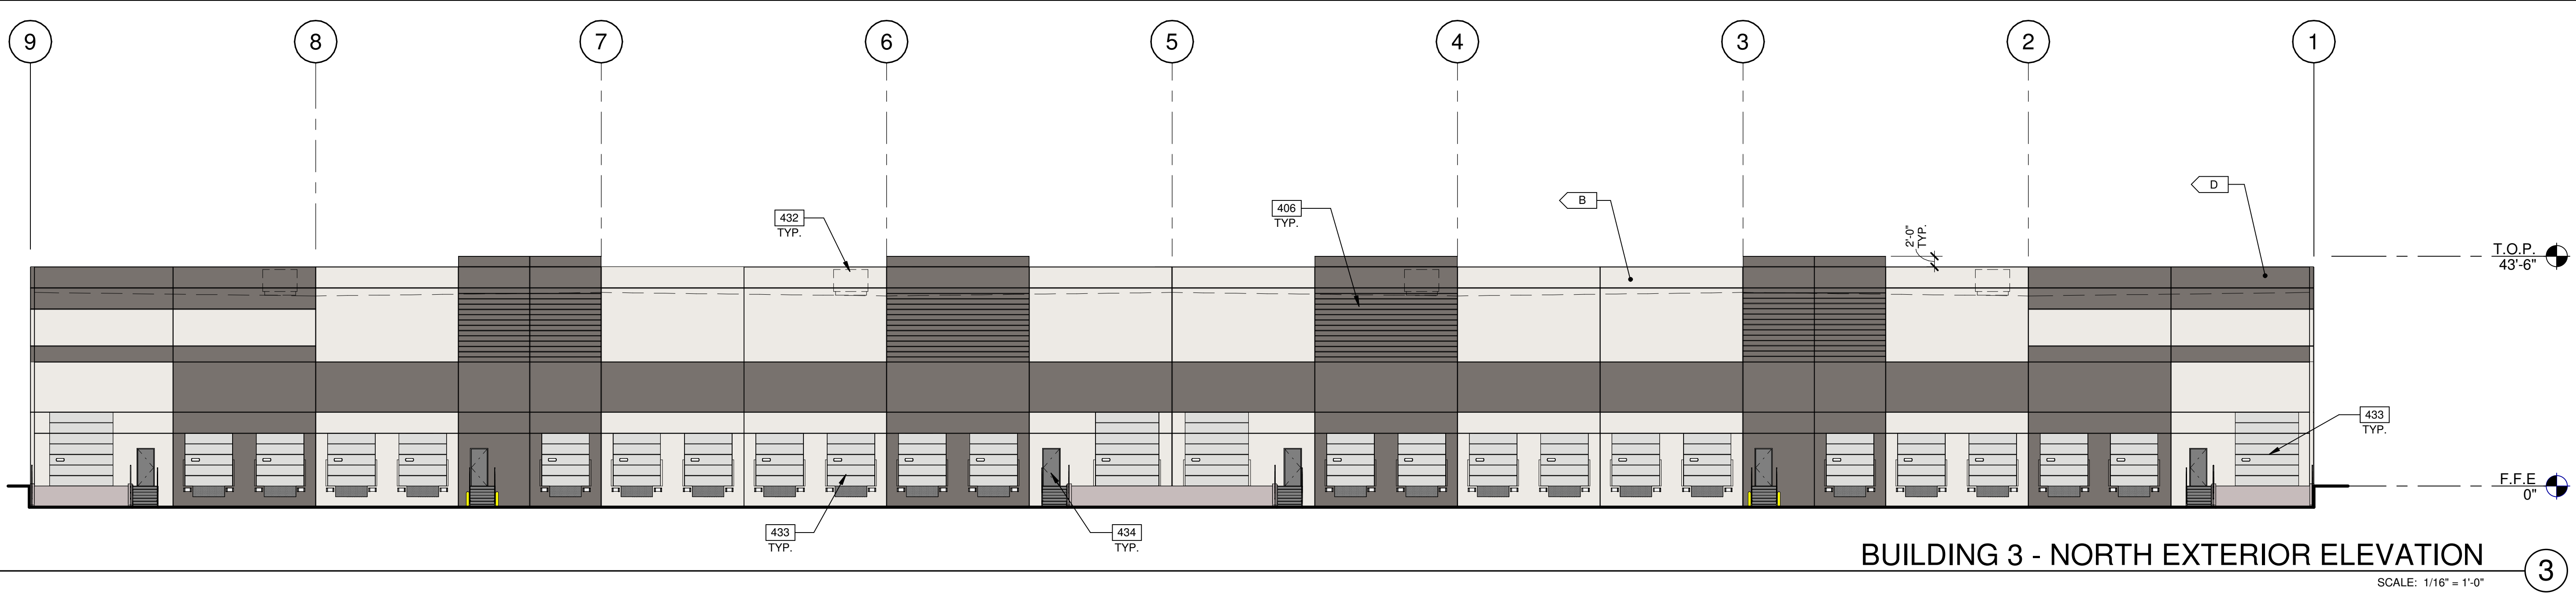 9 8 7 6 5 4 3 2 1
D
B
406
TYP.
432
TYP.
2'-0"
TYP.
T.O.P.
43'-6"
433
TYP.
F.F.E
0"
433
TYP.
434
TYP.
BUILDING 3 - NORTH EXTERIOR ELEVATION
3
SCALE: 1/16" = 1'-0"